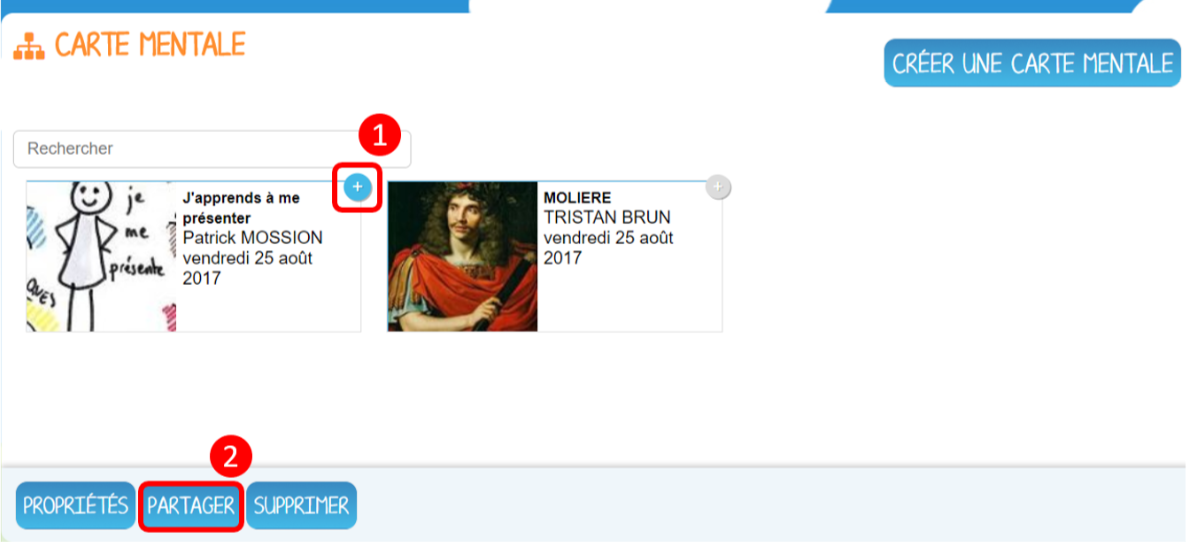 CARTE MENTALE
CRÉER UNE CARTE MENTALE
1
Rechercher
je
me
présente
QUES
J'apprends à me
présenter
Patrick MOSSION
vendredi 25 août
2017
+
MOLIERE
TRISTAN BRUN
vendredi 25 août
2017
+
2
PROPRIÉTÉS
PARTAGER
SUPPRIMER